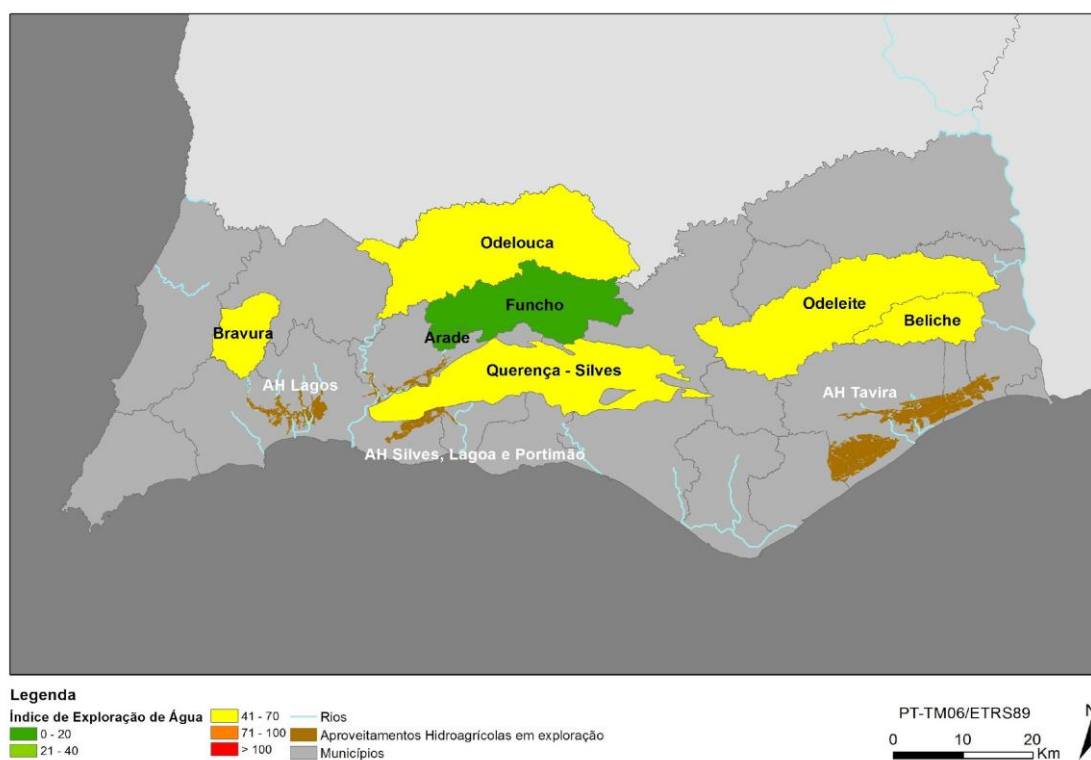 Odelouca
Funcho
Odeleite
Bravura
Beliche
Arade
Querença - Silves
AH Lagos
AH Tavira
AH Silves, Lagoa e Portimão
Legenda
Índice de Exploração de Água
0 - 20
21 - 40
41 - 70
71 - 100
> 100
Rios
Aproveitamentos Hidroagrícolas em exploração
Municípios
PT-TM06/ETRS89
N
0 10 20
Km